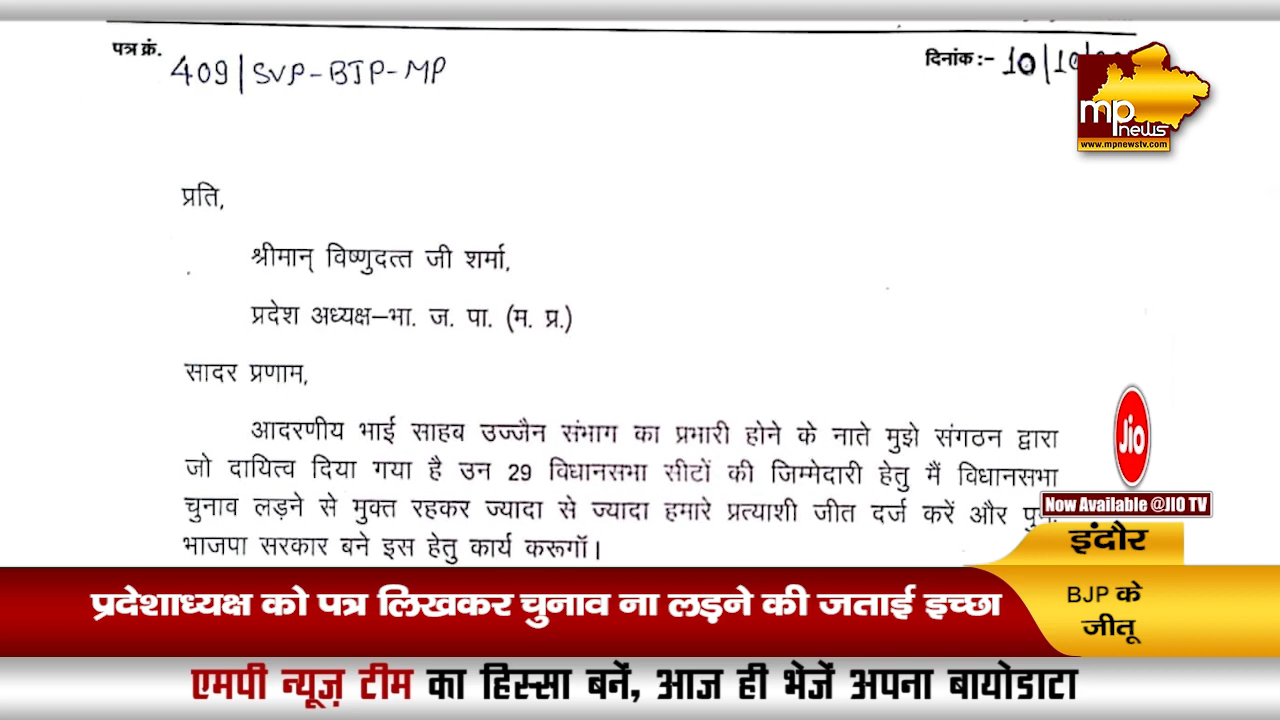 पत्र क्रं.
409/SVP-BJP-MP
दिनांक :- 10/10/
mp news
www.mpnewstv.com
प्रति,
श्रीमान् विष्णुदत्त जी शर्मा,
प्रदेश अध्यक्ष–भा. ज. पा. (म. प्र.)
सादर प्रणाम,
आदरणीय भाई साहब उज्जैन संभाग का प्रभारी होने के नाते मुझे संगठन द्वारा
जो दायित्व दिया गया है उन 29 विधानसभा सीटों की जिम्मेदारी हेतु मैं विधानसभा
चुनाव लड़ने से मुक्त रहकर ज्यादा से ज्यादा हमारे प्रत्याशी जीत दर्ज करें और
भाजपा सरकार बने इस हेतु कार्य करूगॉ।
Jio
Now Available @JIO TV
इंदौर
प्रदेशाध्यक्ष को पत्र लिखकर चुनाव ना लड़ने की जताई इच्छा
BJP के
जीतू
एमपी न्यूज़ टीम का हिस्सा बनें, आज ही भेजें अपना बायोडाटा